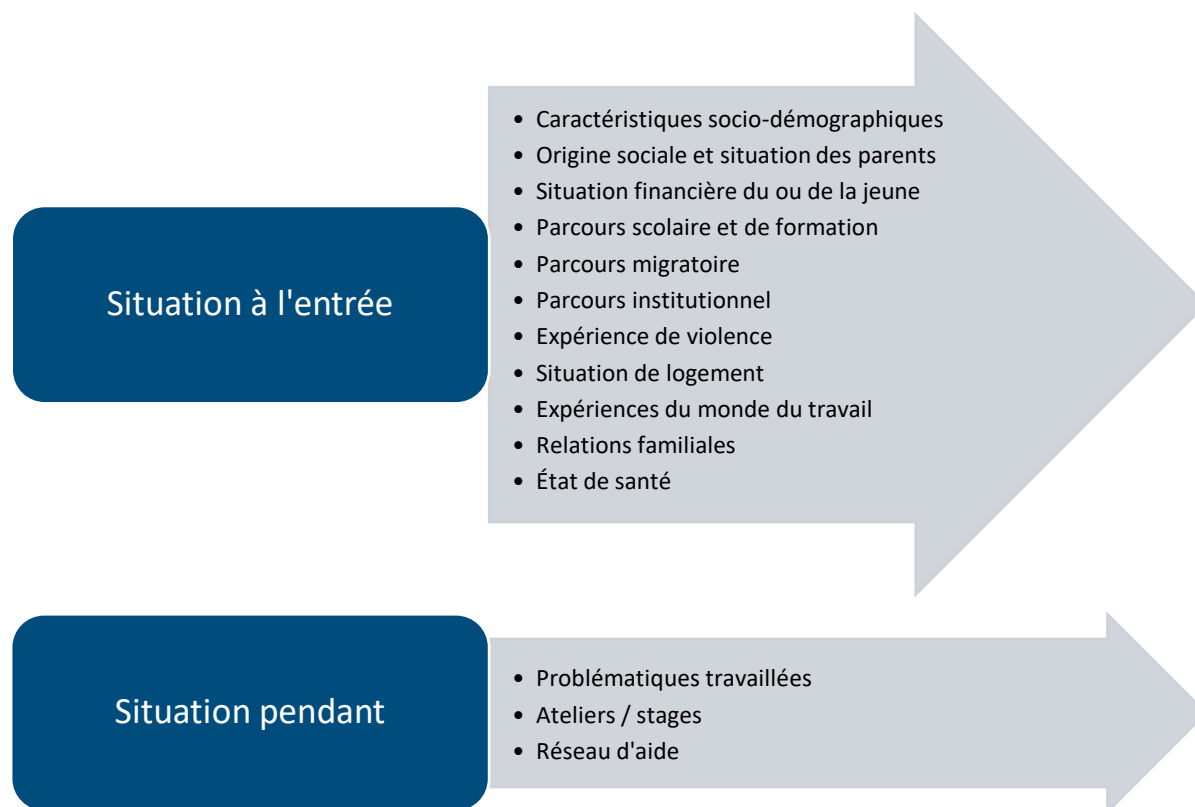 Situation à l'entrée
• Caractéristiques socio-démographiques
• Origine sociale et situation des parents
• Situation financière du ou de la jeune
• Parcours scolaire et de formation
• Parcours migratoire
• Parcours institutionnel
• Expérience de violence
• Situation de logement
• Expériences du monde du travail
• Relations familiales
• État de santé
Situation pendant
• Problématiques travaillées
• Ateliers / stages
• Réseau d'aide